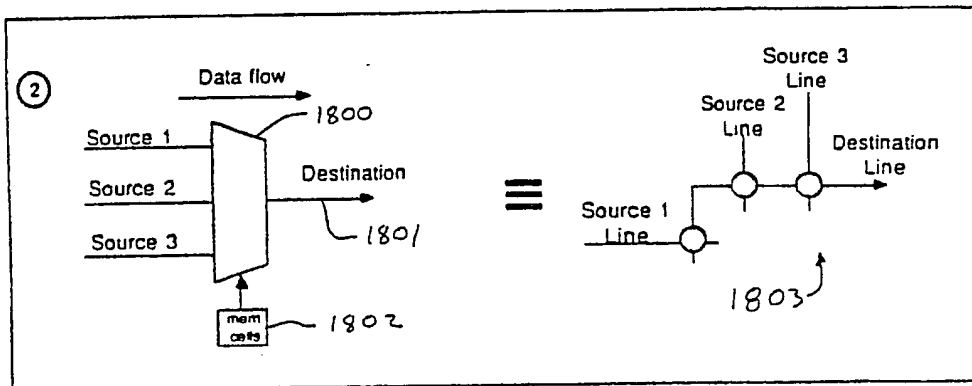 2
Data flow
1800
Source 1
Source 2
Source 3
Destination
1801
1802
mem
cells
Source 3
Line
Source 2
Line
Destination
Line
Source 1
Line
1803